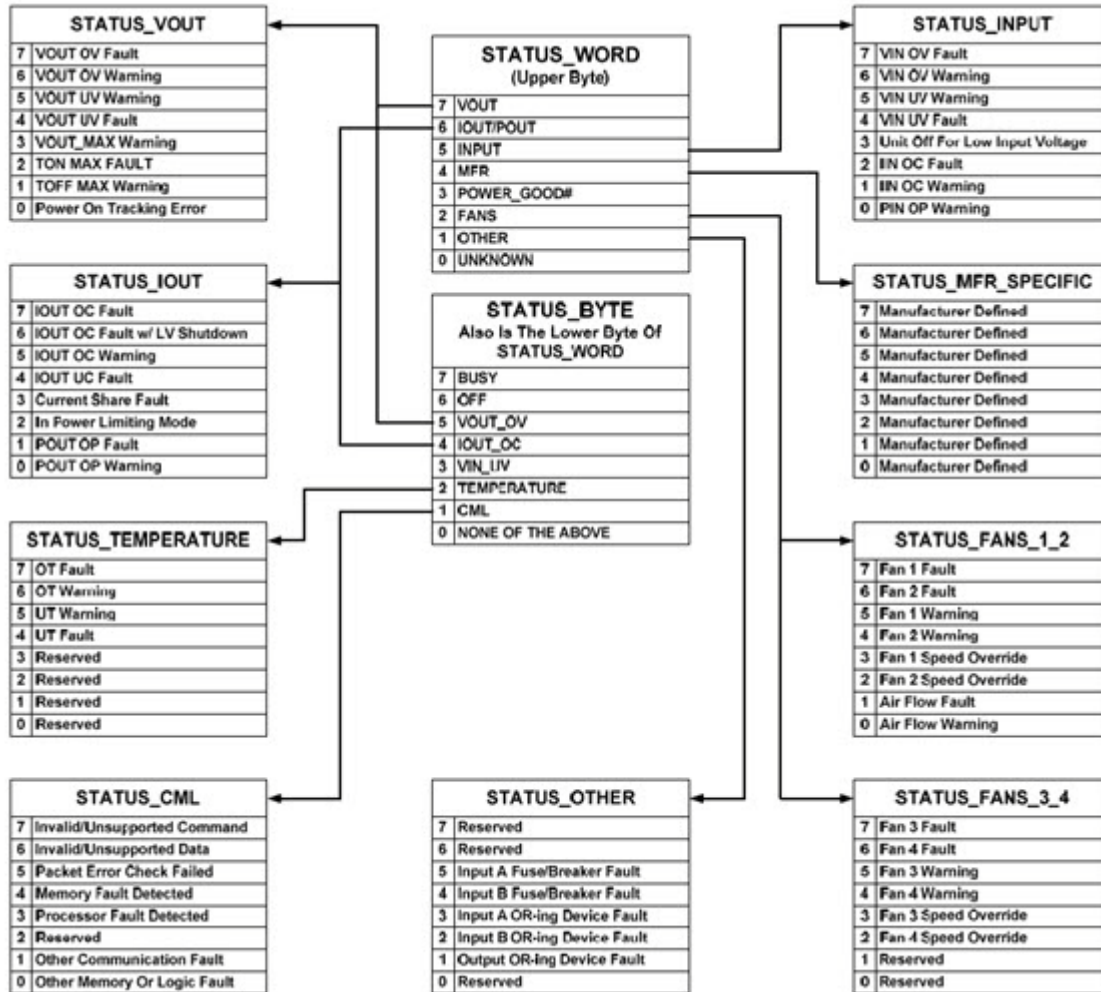 STATUS_VOUT
7 VOUT OV Fault
6 VOUT OV Warning
5 VOUT UV Warning
4 VOUT UV Fault
3 VOUT_MAX Warning
2 TON MAX FAULT
1 TOFF MAX Warning
0 Power On Tracking Error
STATUS_IOUT
7 IOUT OC Fault
6 IOUT OC Fault w/ LV Shutdown
5 IOUT OC Warning
4 IOUT UC Fault
3 Current Share Fault
2 In Power Limiting Mode
1 POUT OP Fault
0 POUT OP Warning
STATUS_TEMPERATURE
7 OT Fault
6 OT Warning
5 UT Warning
4 UT Fault
3 Reserved
2 Reserved
1 Reserved
0 Reserved
STATUS_CML
7 Invalid/Unsupported Command
6 Invalid/Unsupported Data
5 Packet Error Check Failed
4 Memory Fault Detected
3 Processor Fault Detected
2 Reserved
1 Other Communication Fault
0 Other Memory Or Logic Fault
STATUS_WORD
(Upper Byte)
7 VOUT
6 IOUT/POUT
5 INPUT
4 MFR
3 POWER_GOOD#
2 FANS
1 OTHER
0 UNKNOWN
STATUS_BYTE
Also Is The Lower Byte Of
STATUS_WORD
7 BUSY
6 OFF
5 VOUT_OV
4 IOUT_OC
3 VIN_UV
2 TEMPERATURE
1 CML
0 NONE OF THE ABOVE
STATUS_OTHER
7 Reserved
6 Reserved
5 Input A Fuse/Breaker Fault
4 Input B Fuse/Breaker Fault
3 Input A OR-ing Device Fault
2 Input B OR-ing Device Fault
1 Output OR-ing Device Fault
0 Reserved
STATUS_INPUT
7 VIN OV Fault
6 VIN OV Warning
5 VIN UV Warning
4 VIN UV Fault
3 Unit Off For Low Input Voltage
2 IIN OC Fault
1 IIN OC Warning
0 PIN OP Warning
STATUS_MFR_SPECIFIC
7 Manufacturer Defined
6 Manufacturer Defined
5 Manufacturer Defined
4 Manufacturer Defined
3 Manufacturer Defined
2 Manufacturer Defined
1 Manufacturer Defined
0 Manufacturer Defined
STATUS_FANS_1_2
7 Fan 1 Fault
6 Fan 2 Fault
5 Fan 1 Warning
4 Fan 2 Warning
3 Fan 1 Speed Override
2 Fan 2 Speed Override
1 Air Flow Fault
0 Air Flow Warning
STATUS_FANS_3_4
7 Fan 3 Fault
6 Fan 4 Fault
5 Fan 3 Warning
4 Fan 4 Warning
3 Fan 3 Speed Override
2 Fan 4 Speed Override
1 Reserved
0 Reserved